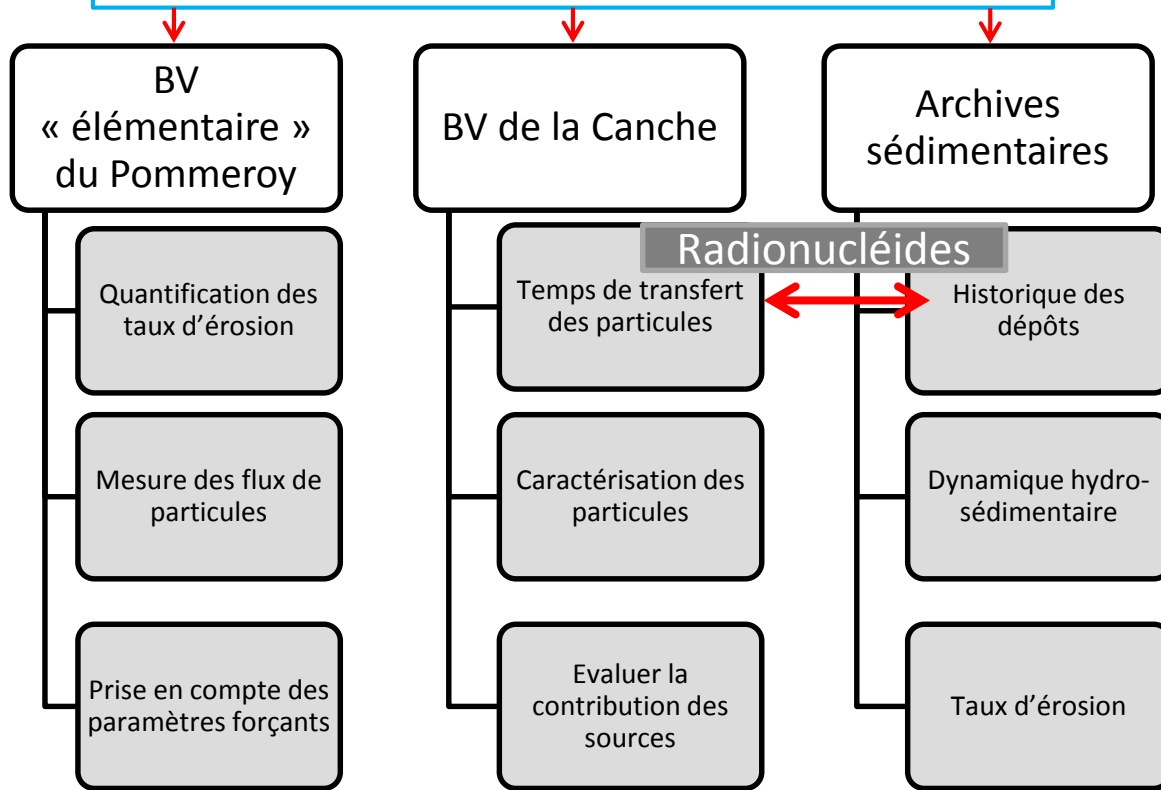 BV
« élémentaire »
du Pommeroy
Quantification des
taux d’érosion
Mesure des flux de
particules
Prise en compte des
paramètres forçants
BV de la Canche
Radionucléides
Temps de transfert
des particules
Caractérisation des
particules
Evaluer la
contribution des
sources
Archives
sédimentaires
Historique des
dépôts
Dynamique hydro-
sédimentaire
Taux d’érosion